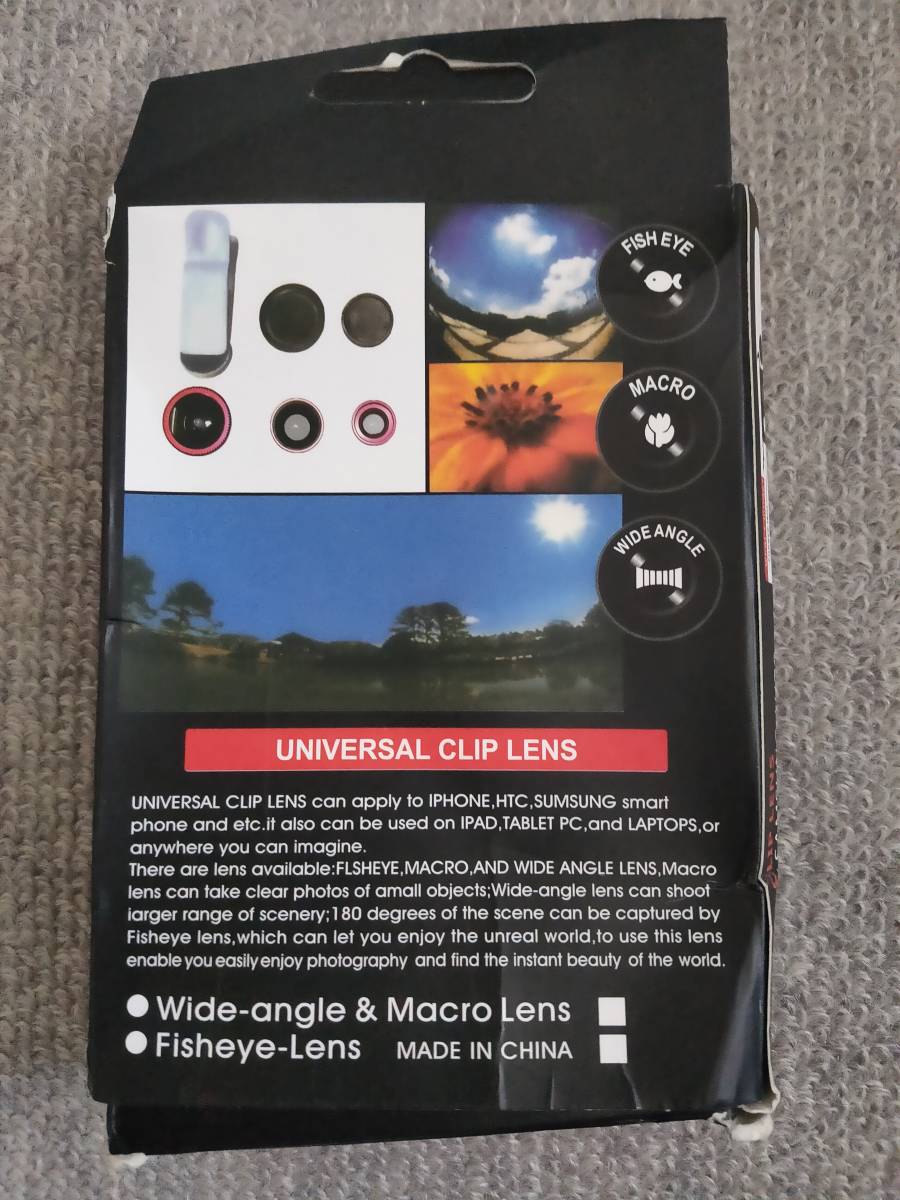 FISH EYE
MACRO
WIDE ANGLE
UNIVERSAL CLIP LENS
UNIVERSAL CLIP LENS can apply to IPHONE,HTC,SUMSUNG smart
phone and etc.it also can be used on IPAD,TABLET PC,and LAPTOPS,or
anywhere you can imagine.
There are lens available:FLSHEYE,MACRO,AND WIDE ANGLE LENS,Macro
lens can take clear photos of amall objects;Wide-angle lens can shoot
iarger range of scenery;180 degrees of the scene can be captured by
Fisheye lens,which can let you enjoy the unreal world,to use this lens
enable you easily enjoy photography and find the instant beauty of the world.
Wide-angle & Macro Lens
Fisheye-Lens MADE IN CHINA
CLIP LENS